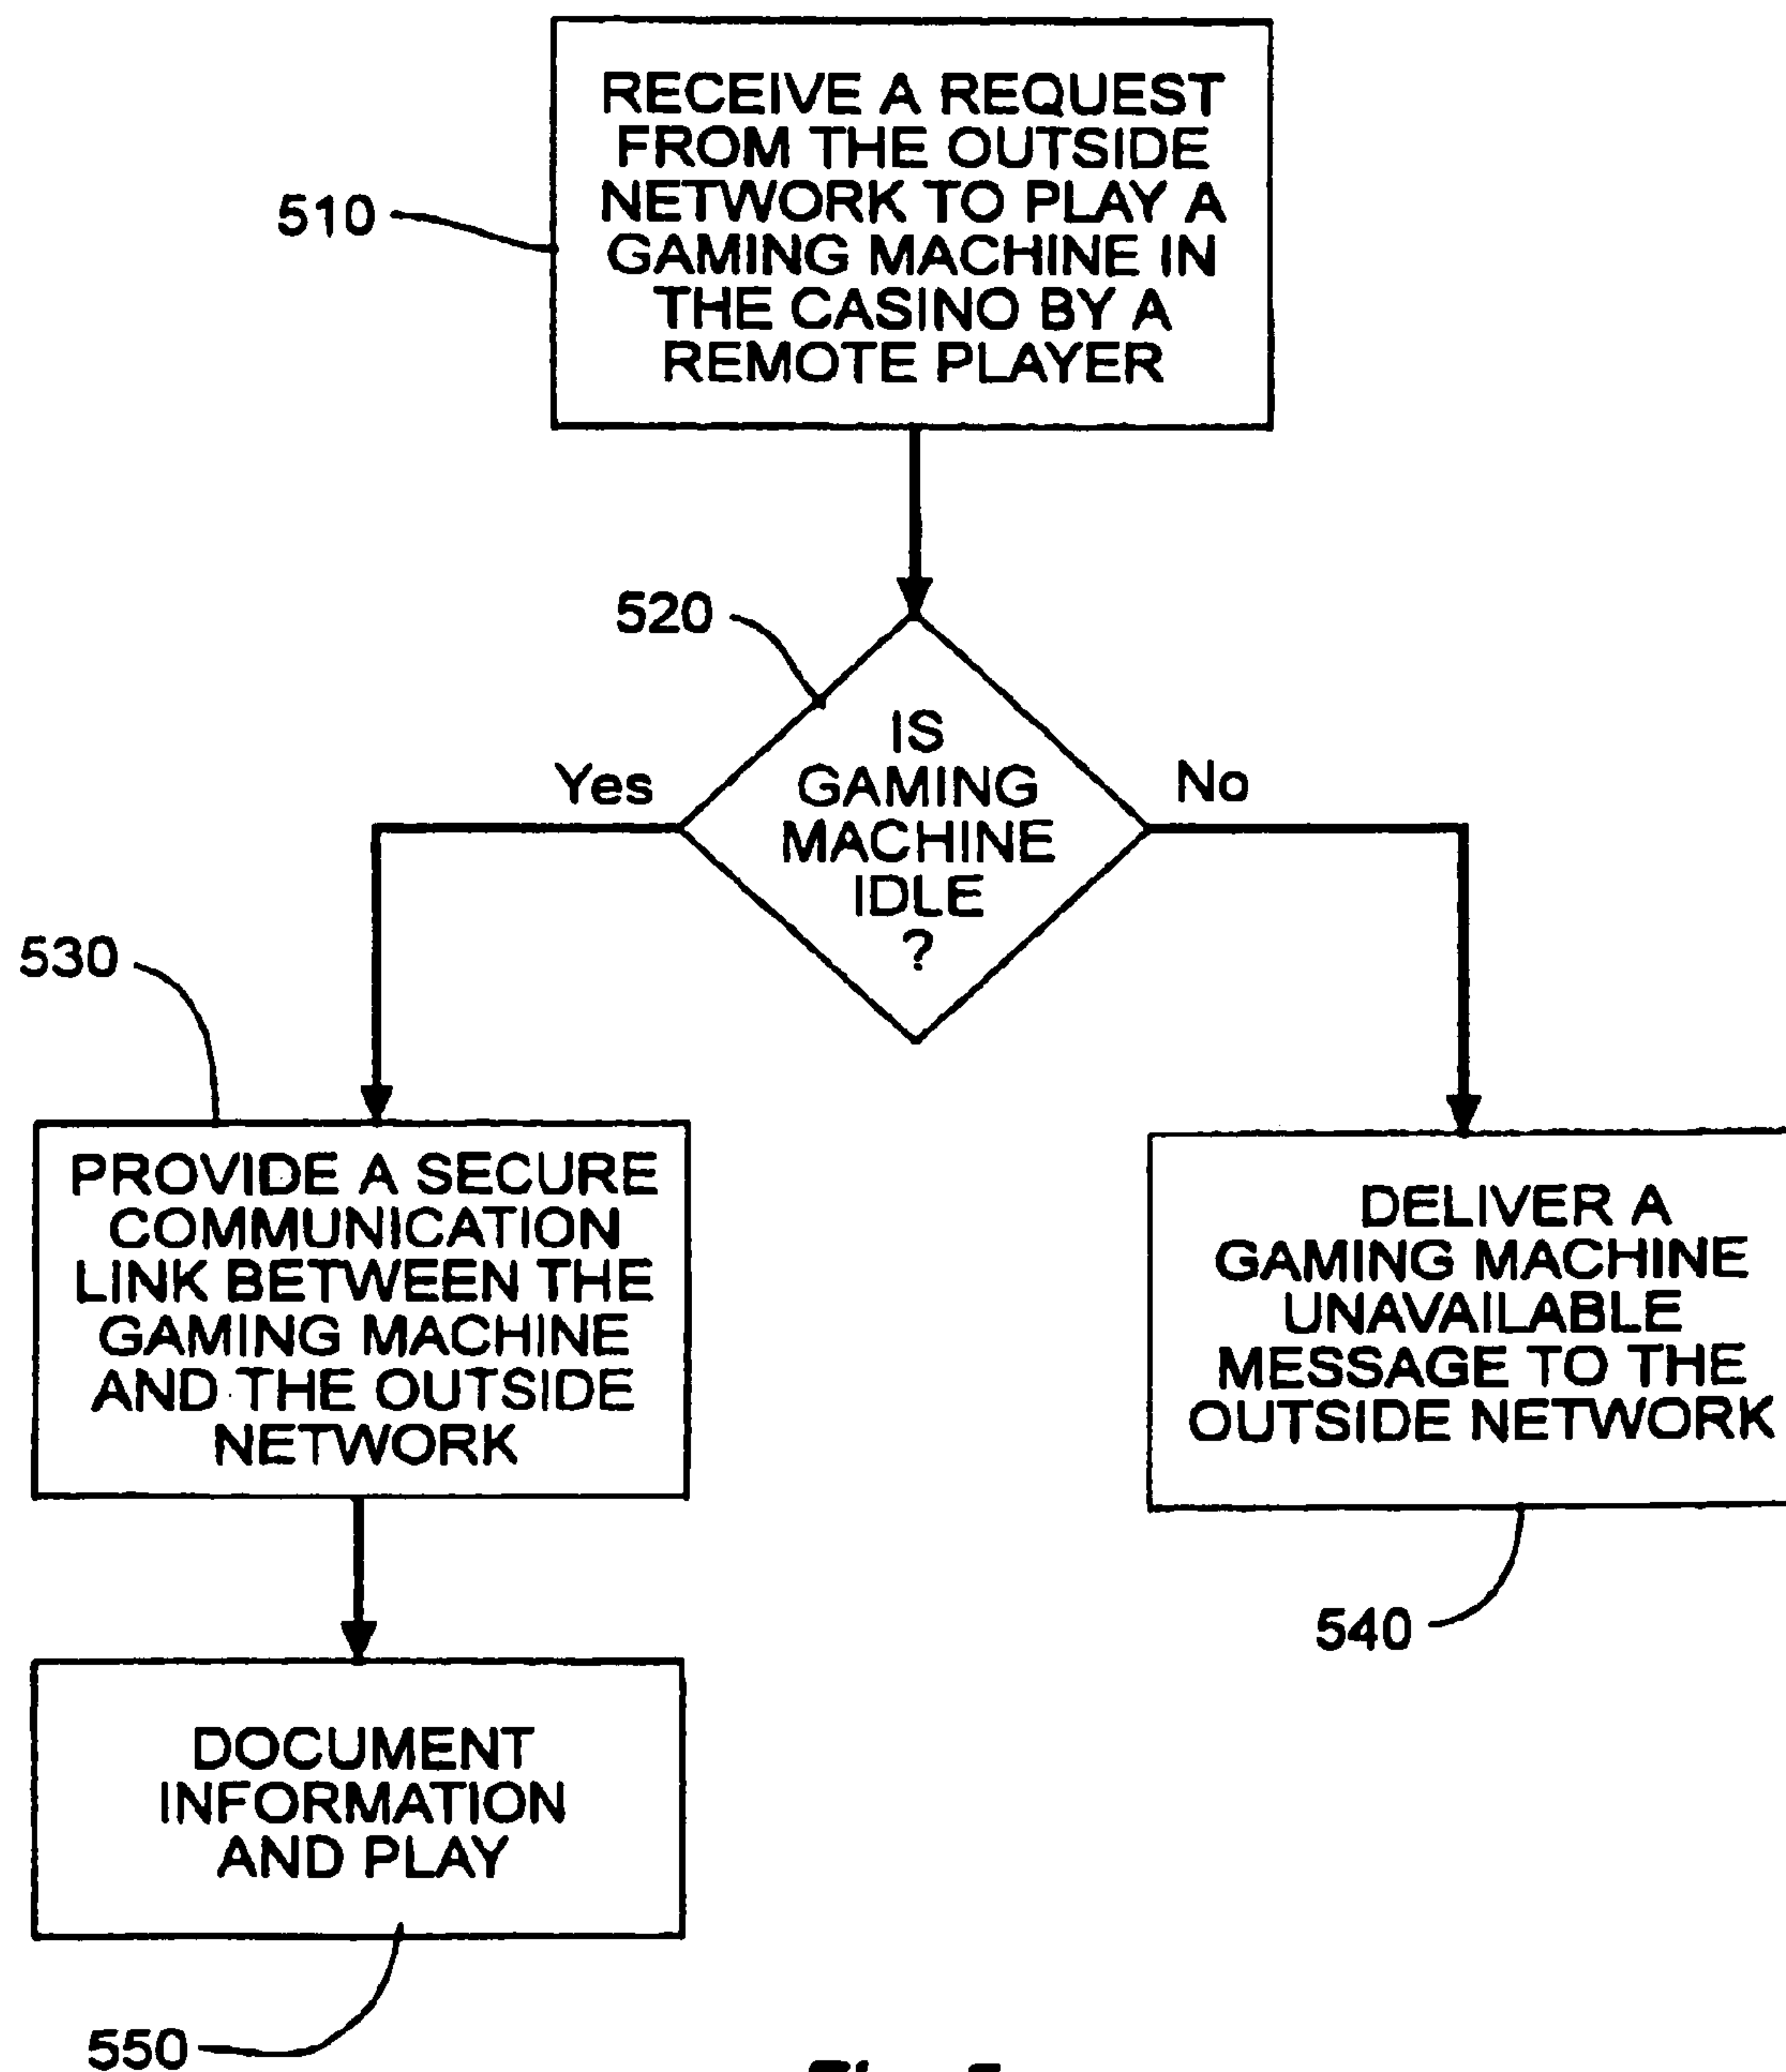 RECEIVE A REQUEST
FROM THE OUTSIDE
NETWORK TO PLAY A
GAMING MACHINE IN
THE CASINO BY A
REMOTE PLAYER
510
520
IS
GAMING
MACHINE
IDLE
?
Yes
No
530
PROVIDE A SECURE
COMMUNICATION
LINK BETWEEN THE
GAMING MACHINE
AND THE OUTSIDE
NETWORK
DELIVER A
GAMING MACHINE
UNAVAILABLE
MESSAGE TO THE
OUTSIDE NETWORK
540
DOCUMENT
INFORMATION
AND PLAY
550